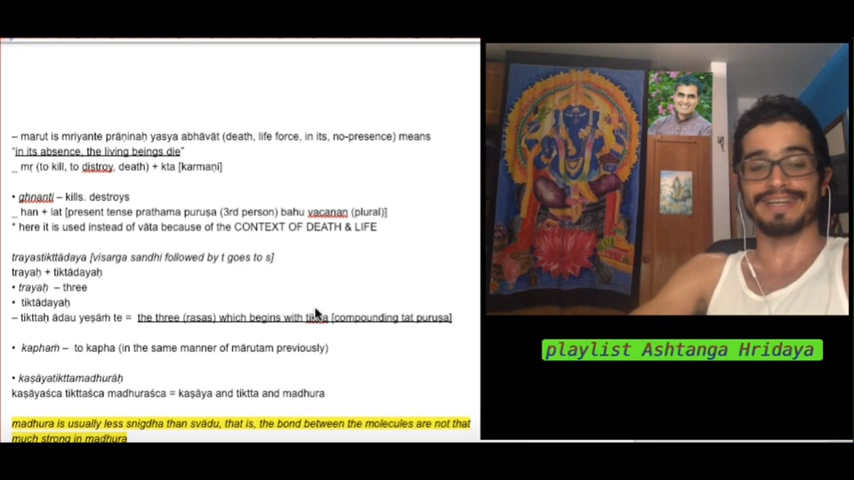 – marut is mriyante prāṇinaḥ yasya abhāvāt (death, life force, in its, no-presence) means
"in its absence, the living beings die"
_ mṛ (to kill, to distroy, death) + kta [karmaṇi]
• ghnanti – kills. destroys
_ han + lat [present tense prathama puruṣa (3rd person) bahu vacanan (plural)]
* here it is used instead of vāta because of the CONTEXT OF DEATH & LIFE
trayastikttādaya [visarga sandhi followed by t goes to s]
trayaḥ + tiktādayaḥ
• trayaḥ – three
• tiktādayaḥ
– tikttaḥ ādau yeṣāṁ te = the three (rasas) which begins with tikta [compounding tat puruṣa]
• kaphaṁ – to kapha (in the same manner of mārutam previously)
• kaṣāyatikttamadhurāḥ
kaṣāyaśca tikttaśca madhuraśca = kaṣāya and tiktta and madhura
madhura is usually less snigdha than svādu, that is, the bond between the molecules are not that
much strong in madhura
playlist Ashtanga Hridaya